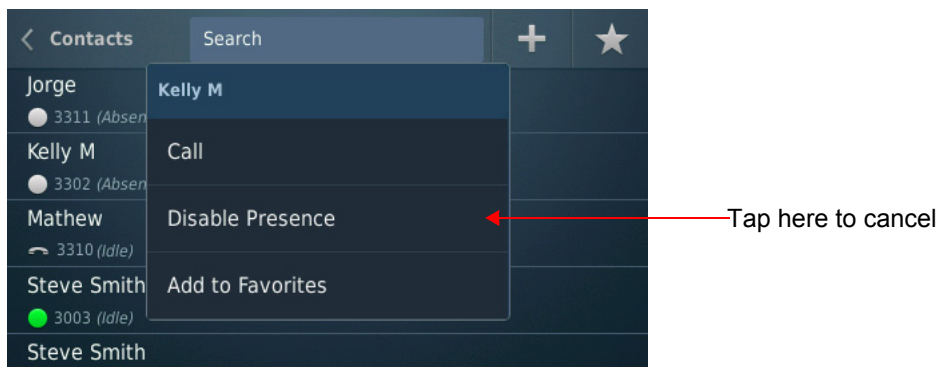 Contacts
Search
Jorge
3311 (Absen
Kelly M
Kelly M
3302 (Absen
Call
Mathew
3310 (Idle)
Disable Presence
Tap here to cancel
Steve Smith
3003 (Idle)
Add to Favorites
Steve Smith